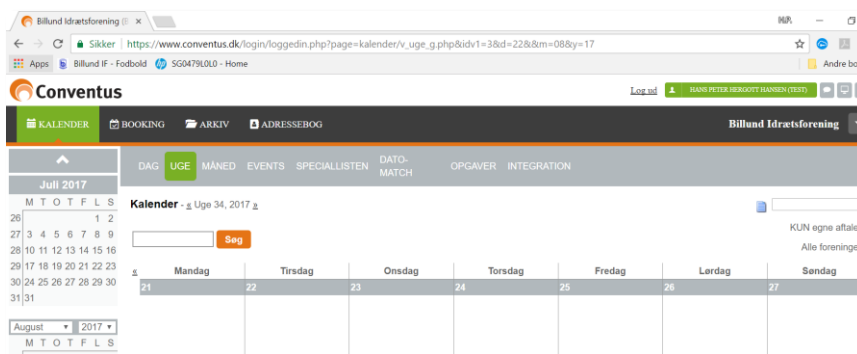 Billund Idrætsforening (
Sikker | https://www.conventus.dk/login/loggedin.php?page=kalender/v_uge_g.php&idv1=3&d=22&&m=08&y=17
Apps Billund IF - Fodbold SG0479L0L0 - Home Andre bo
Conventus Log ud HANS PETER HERGOTT HANSEN (TEST)
KALENDER BOOKING ARKIV ADRESSEBOG Billund Idrætsforening
DAG UGE MÅNED EVENTS SPECIALLISTEN DATO-MATCH OPGAVER INTEGRATION
Juli 2017
M T O T F L S
26 1 2
27 3 4 5 6 7 8 9
28 10 11 12 13 14 15 16
29 17 18 19 20 21 22 23
30 24 25 26 27 28 29 30
31 31
August 2017
M T O T F L S
Kalender - « Uge 34, 2017 »
KUN egne aftale
Søg
Alle foreninge
« Mandag Tirsdag Onsdag Torsdag Fredag Lørdag Søndag
21 22 23 24 25 26 27